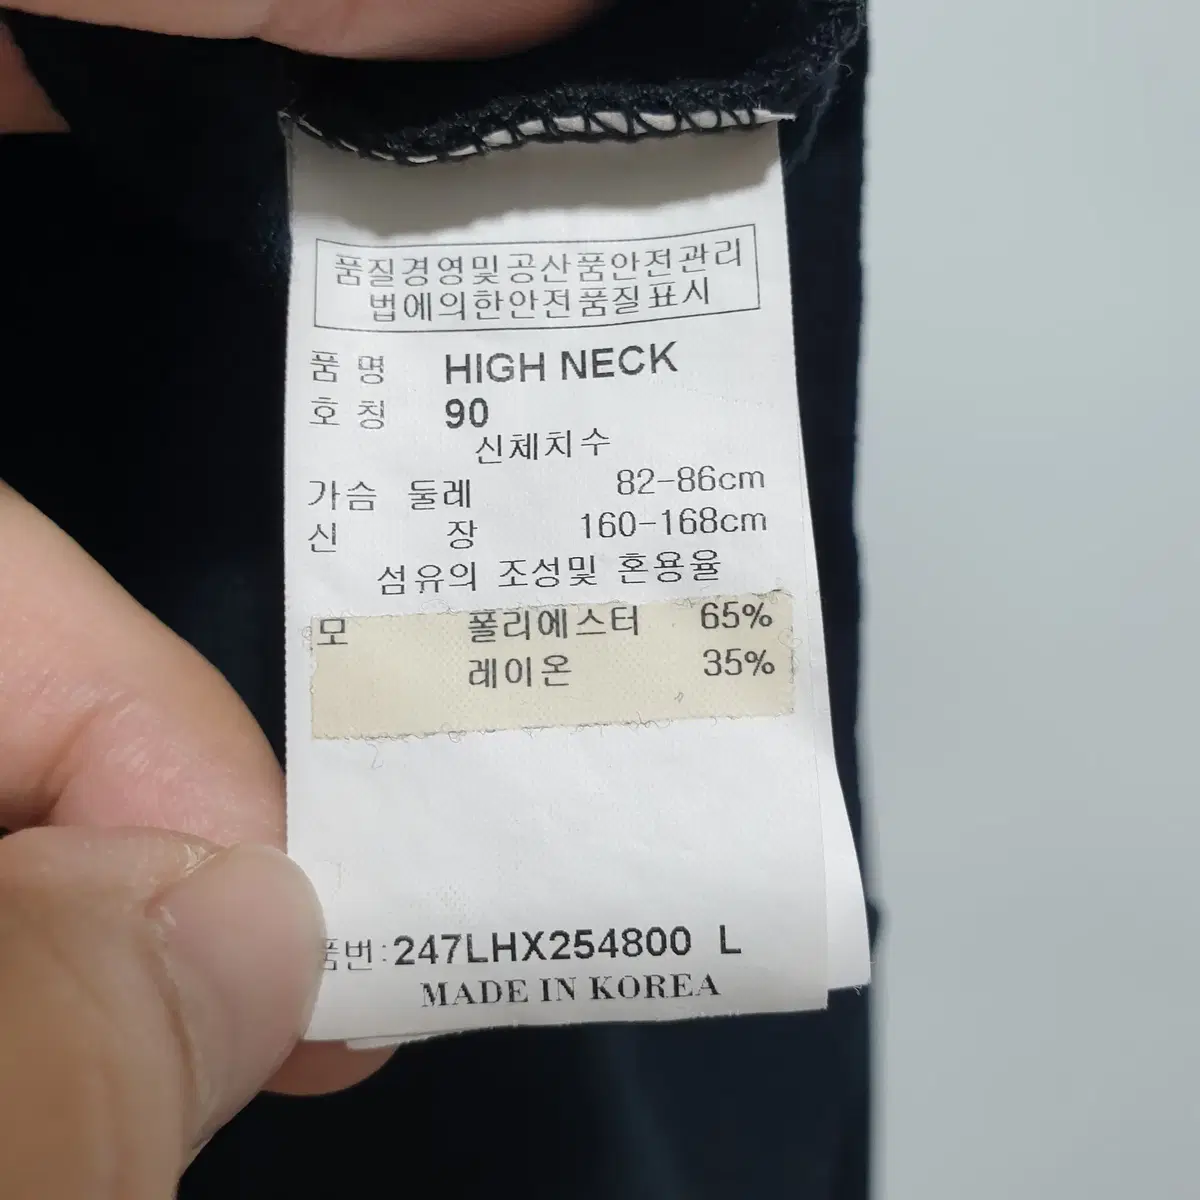 품질경영및공산품안전관리
법에의한안전품질표시
품 명 HIGH NECK
호 칭 90
신체치수
가슴 둘레 82-86cm
신 장 160-168cm
섬유의 조성및 혼용율
모 폴리에스터 65%
레이온 35%
품번:247LHX254800 L
MADE IN KOREA